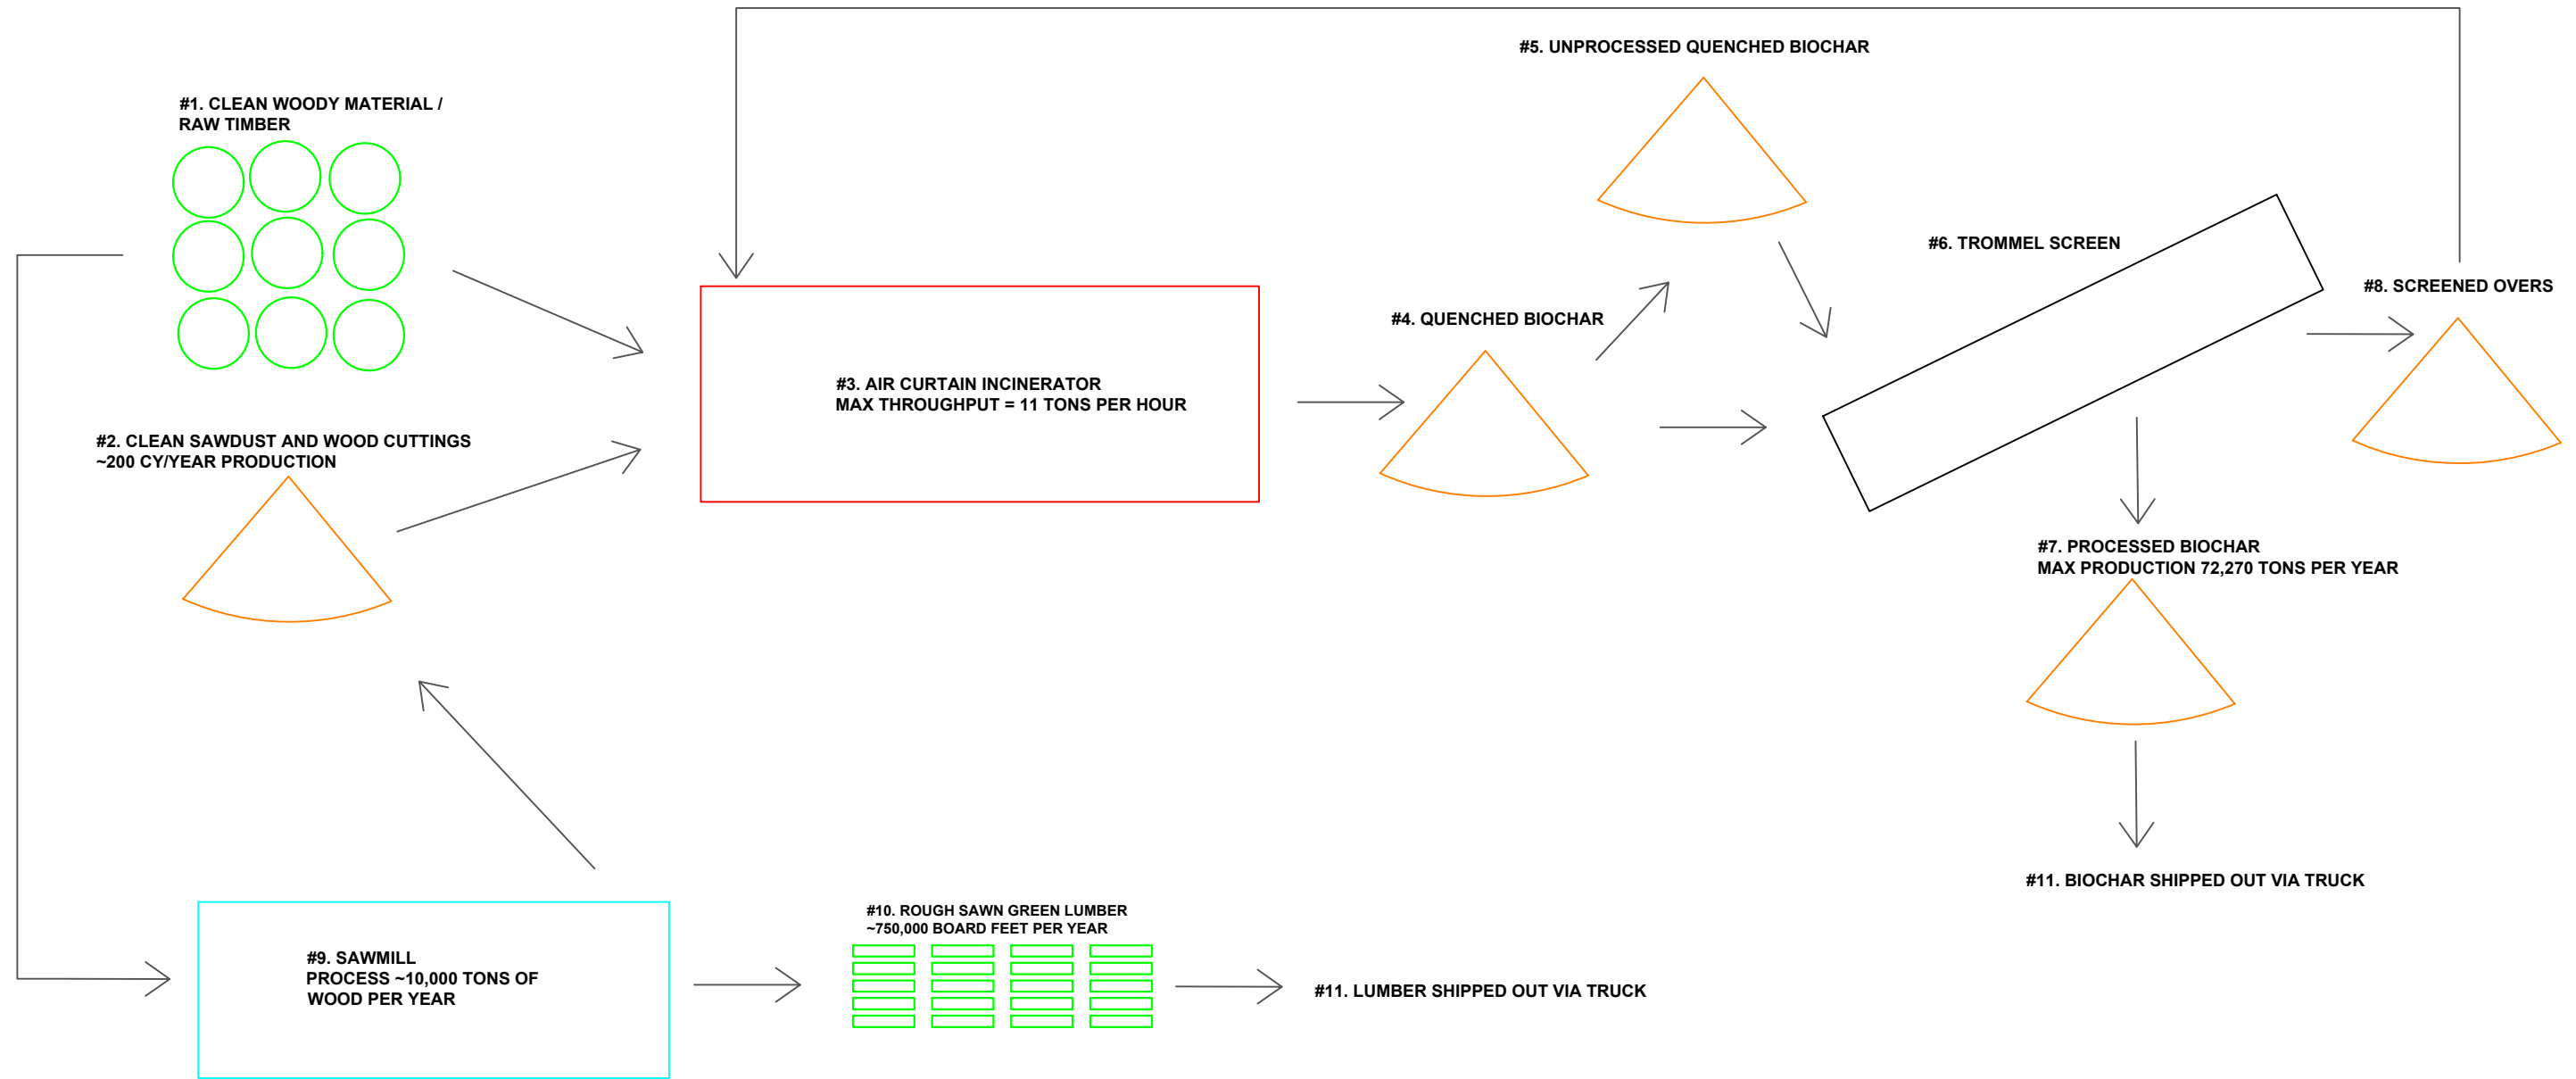 #1. CLEAN WOODY MATERIAL /
RAW TIMBER
#2. CLEAN SAWDUST AND WOOD CUTTINGS
~200 CY/YEAR PRODUCTION
#3. AIR CURTAIN INCINERATOR
MAX THROUGHPUT = 11 TONS PER HOUR
#4. QUENCHED BIOCHAR
#5. UNPROCESSED QUENCHED BIOCHAR
#6. TROMMEL SCREEN
#7. PROCESSED BIOCHAR
MAX PRODUCTION 72,270 TONS PER YEAR
#8. SCREENED OVERS
#9. SAWMILL
PROCESS ~10,000 TONS OF
WOOD PER YEAR
#10. ROUGH SAWN GREEN LUMBER
~750,000 BOARD FEET PER YEAR
#11. LUMBER SHIPPED OUT VIA TRUCK
#11. BIOCHAR SHIPPED OUT VIA TRUCK